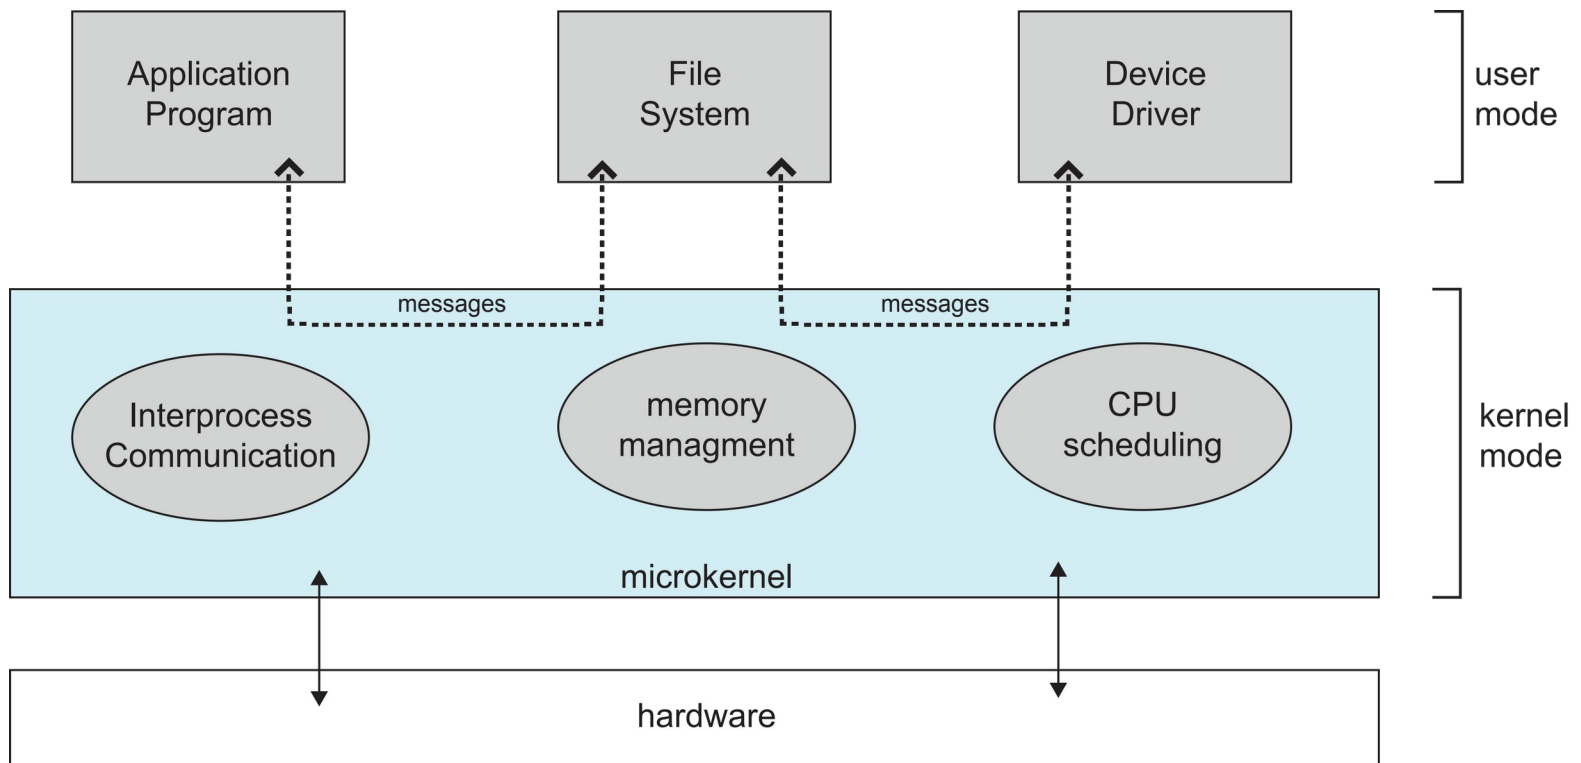 Application
Program
File
System
Device
Driver
user
mode
messages
messages
Interprocess
Communication
memory
managment
CPU
scheduling
kernel
mode
microkernel
hardware